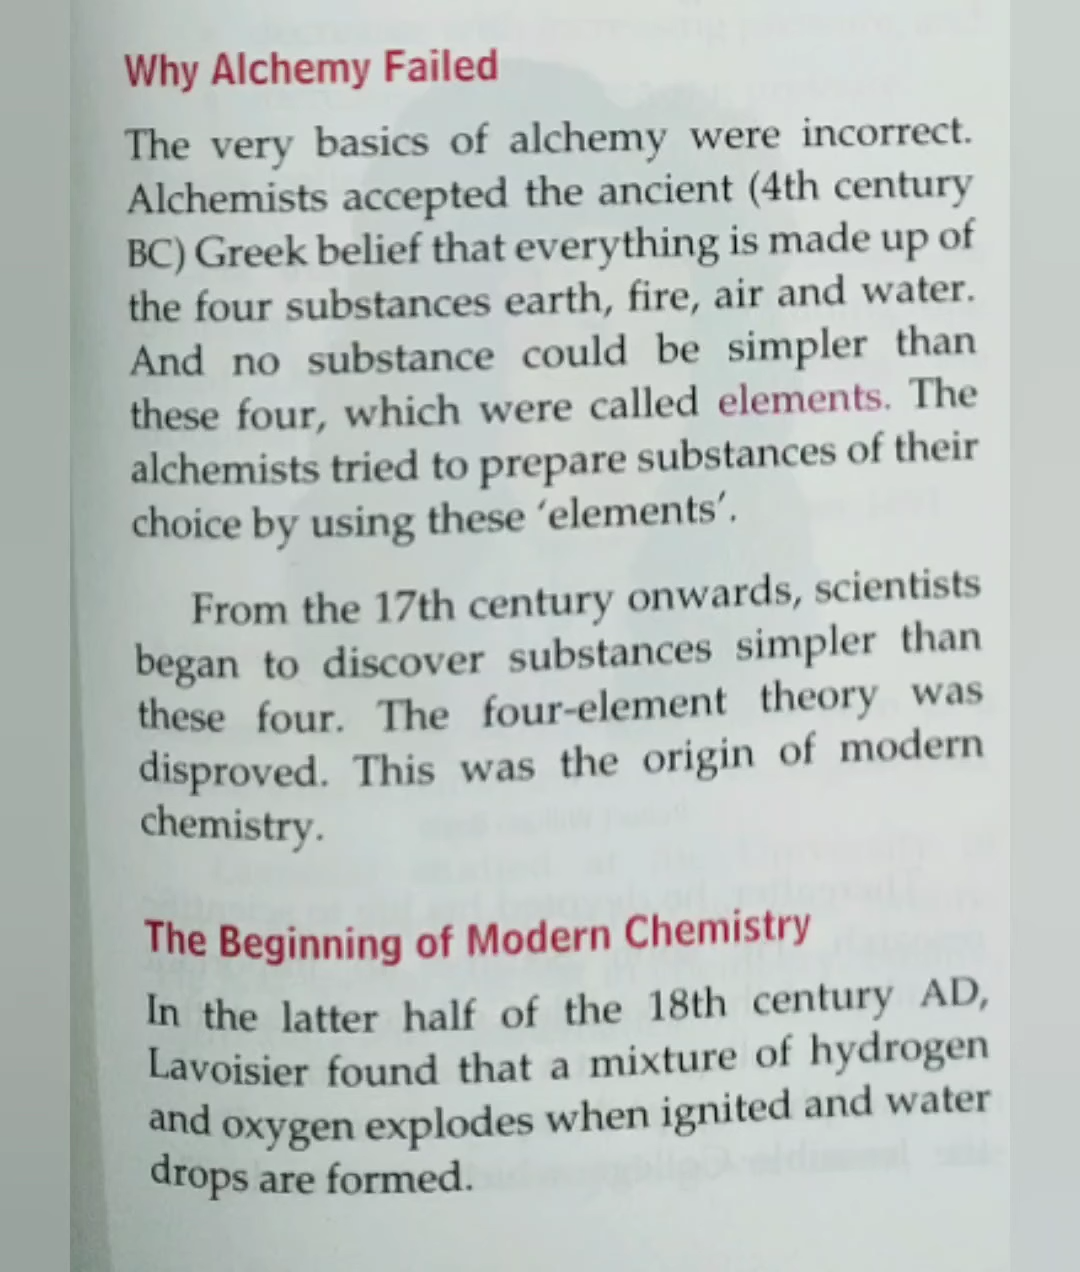 Why Alchemy Failed
The very basics of alchemy were incorrect.
Alchemists accepted the ancient (4th century
BC) Greek belief that everything is made up of
the four substances earth, fire, air and water.
And no substance could be simpler than
these four, which were called elements. The
alchemists tried to prepare substances of their
choice by using these ‘elements’.
From the 17th century onwards, scientists
began to discover substances simpler than
these four. The four-element theory was
disproved. This was the origin of modern
chemistry.
The Beginning of Modern Chemistry
In the latter half of the 18th century AD,
Lavoisier found that a mixture of hydrogen
and oxygen explodes when ignited and water
drops are formed.